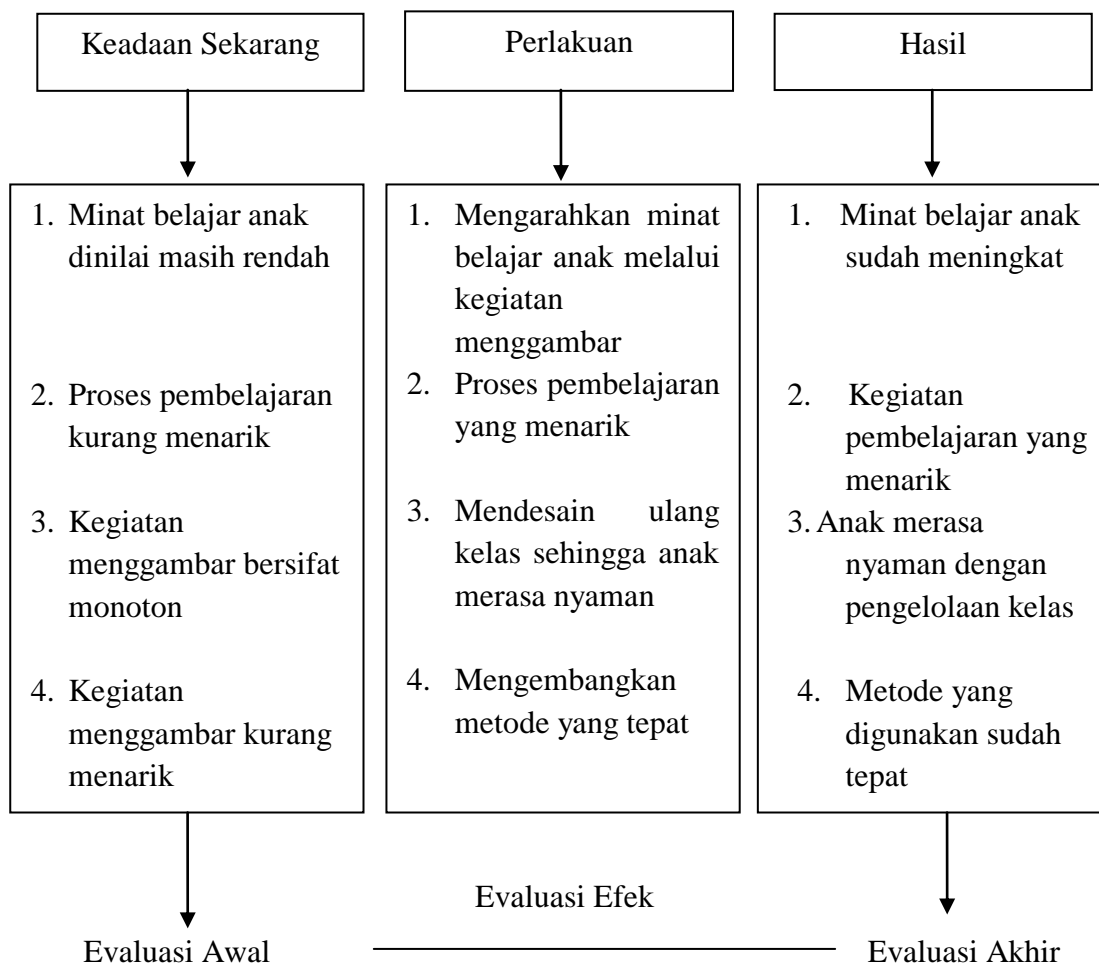 Keadaan Sekarang
Perlakuan
Hasil
1. Minat belajar anak
dinilai masih rendah
2. Proses pembelajaran
kurang menarik
3. Kegiatan
menggambar bersifat
monoton
4. Kegiatan
menggambar kurang
menarik
1. Mengarahkan minat
belajar anak melalui
kegiatan
menggambar
2. Proses pembelajaran
yang menarik
3. Mendesain ulang
kelas sehingga anak
merasa nyaman
4. Mengembangkan
metode yang tepat
1. Minat belajar anak
sudah meningkat
2. Kegiatan
pembelajaran yang
menarik
3. Anak merasa
nyaman dengan
pengelolaan kelas
4. Metode yang
digunakan sudah
tepat
Evaluasi Efek
Evaluasi Awal
Evaluasi Akhir